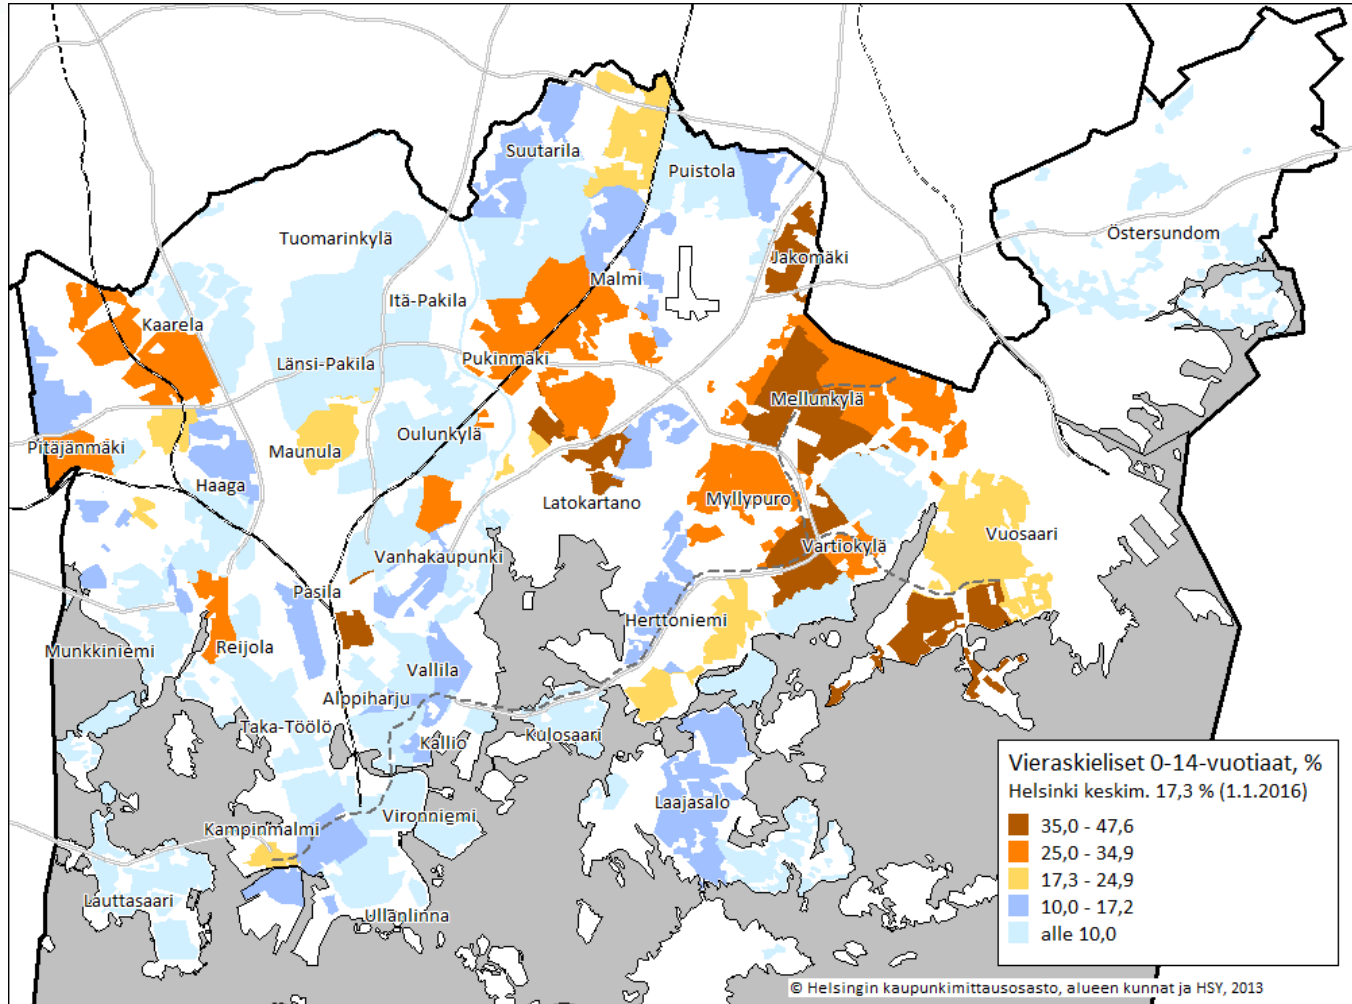 Suutarila
Puistola
Tuomarinkylä
Östersundom
Jakomäki
Malmi
Itä-Pakila
Kaarela
Pukinmäki
Länsi-Pakila
Mellunkylä
Oulunkylä
Pitäjänmäki
Maunula
Haaga
Latokartano
Myllypuro
Vuosaari
Vartiokylä
Vanhakaupunki
Pasila
Herttoniemi
Munkkiniemi
Reijola
Vallila
Alppiharju
Taka-Töölö
Kallio
Kulosaari
Laajasalo
Vironniemi
Kampinmalmi
Lauttasaari
Ullanlinna
Vieraskieliset 0-14-vuotiaat, %
Helsinki keskim. 17,3 % (1.1.2016)
35,0 - 47,6
25,0 - 34,9
17,3 - 24,9
10,0 - 17,2
alle 10,0
© Helsingin kaupunkimittausosasto, alueen kunnat ja HSY, 2013